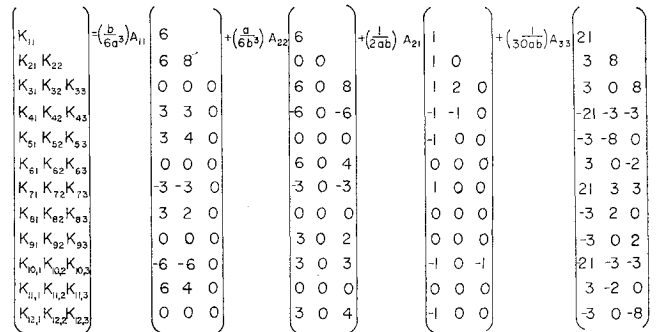 K₁₁ =(b/6a³)A₁₁ 6 +(a/6b³) A₂₂ 6 +(1/2ab) A₂₁ 1 +(1/30ab)A₃₃ 21
K₂₁ K₂₂ 6 8 0 0 1 0 3 8
K₃₁ K₃₂ K₃₃ 0 0 0 6 0 8 1 2 0 3 0 8
K₄₁ K₄₂ K₄₃ 3 3 0 -6 0 -6 -1 -1 0 -21 -3 -3
K₅₁ K₅₂ K₅₃ 3 4 0 0 0 0 -1 0 0 -3 -8 0
K₆₁ K₆₂ K₆₃ 0 0 0 6 0 4 0 0 0 3 0 -2
K₇₁ K₇₂ K₇₃ -3 -3 0 -3 0 -3 1 0 0 21 3 3
K₈₁ K₈₂ K₈₃ 3 2 0 0 0 0 0 0 0 -3 2 0
K₉₁ K₉₂ K₉₃ 0 0 0 3 0 2 0 0 0 -3 0 2
K₁₀,₁ K₁₀,₂ K₁₀,₃ -6 -6 0 3 0 3 -1 0 -1 -21 -3 -3
K₁₁,₁ K₁₁,₂ K₁₁,₃ 6 4 0 0 0 0 0 0 0 3 -2 0
K₁₂,₁ K₁₂,₂ K₁₂,₃ 0 0 0 3 0 4 -1 0 0 -3 0 -8